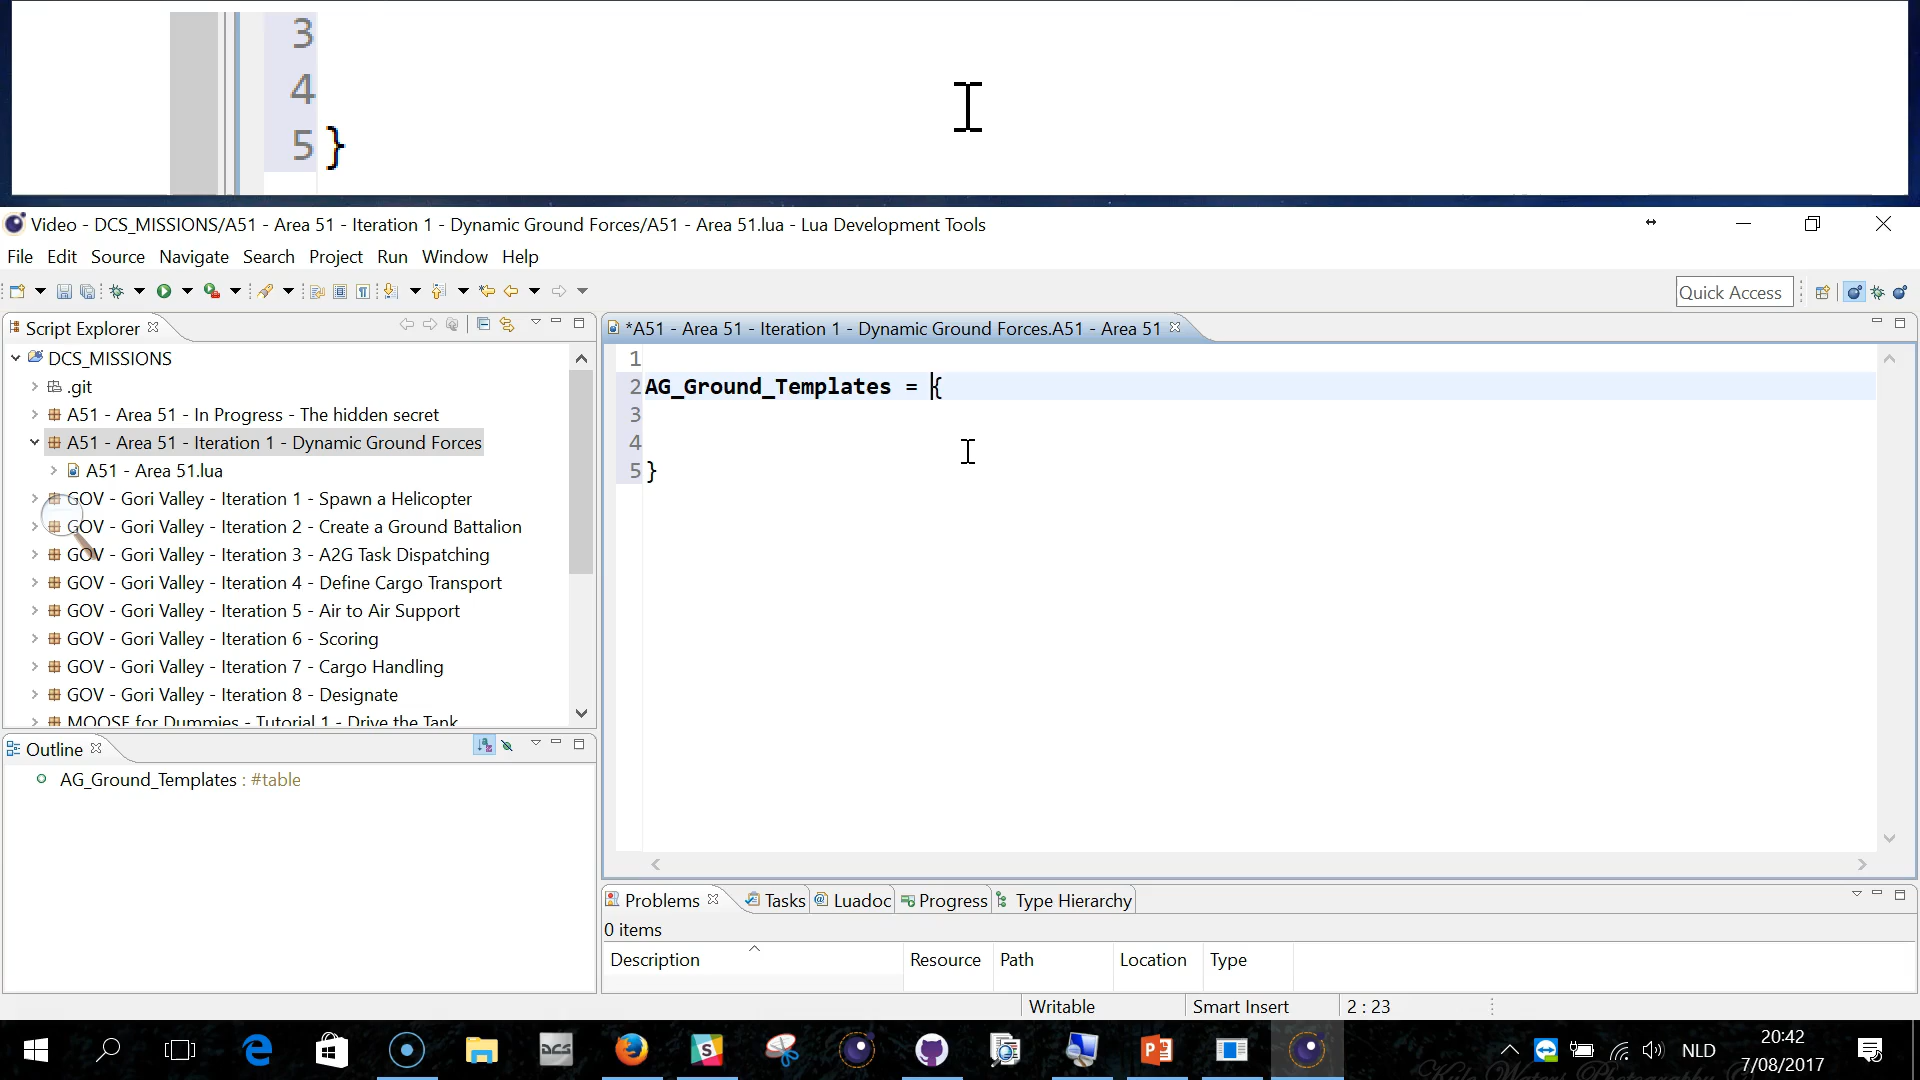 3
4
5 }
Video - DCS_MISSIONS/A51 - Area 51 - Iteration 1 - Dynamic Ground Forces/A51 - Area 51.lua - Lua Development Tools
File Edit Source Navigate Search Project Run Window Help
Quick Access
Script Explorer
DCS_MISSIONS
.git
A51 - Area 51 - In Progress - The hidden secret
A51 - Area 51 - Iteration 1 - Dynamic Ground Forces
A51 - Area 51.lua
GOV - Gori Valley - Iteration 1 - Spawn a Helicopter
GOV - Gori Valley - Iteration 2 - Create a Ground Battalion
GOV - Gori Valley - Iteration 3 - A2G Task Dispatching
GOV - Gori Valley - Iteration 4 - Define Cargo Transport
GOV - Gori Valley - Iteration 5 - Air to Air Support
GOV - Gori Valley - Iteration 6 - Scoring
GOV - Gori Valley - Iteration 7 - Cargo Handling
GOV - Gori Valley - Iteration 8 - Designate
MOOSE for Dummies - Tutorial 1 - Drive the Tank
Outline
AG_Ground_Templates : #table
*A51 - Area 51 - Iteration 1 - Dynamic Ground Forces.A51 - Area 51
1
2 AG_Ground_Templates = {
3
4
5 }
Problems Tasks Luadoc Progress Type Hierarchy
0 items
Description Resource Path Location Type
Writable Smart Insert 2 : 23
DCS
NLD
20:42
7/08/2017